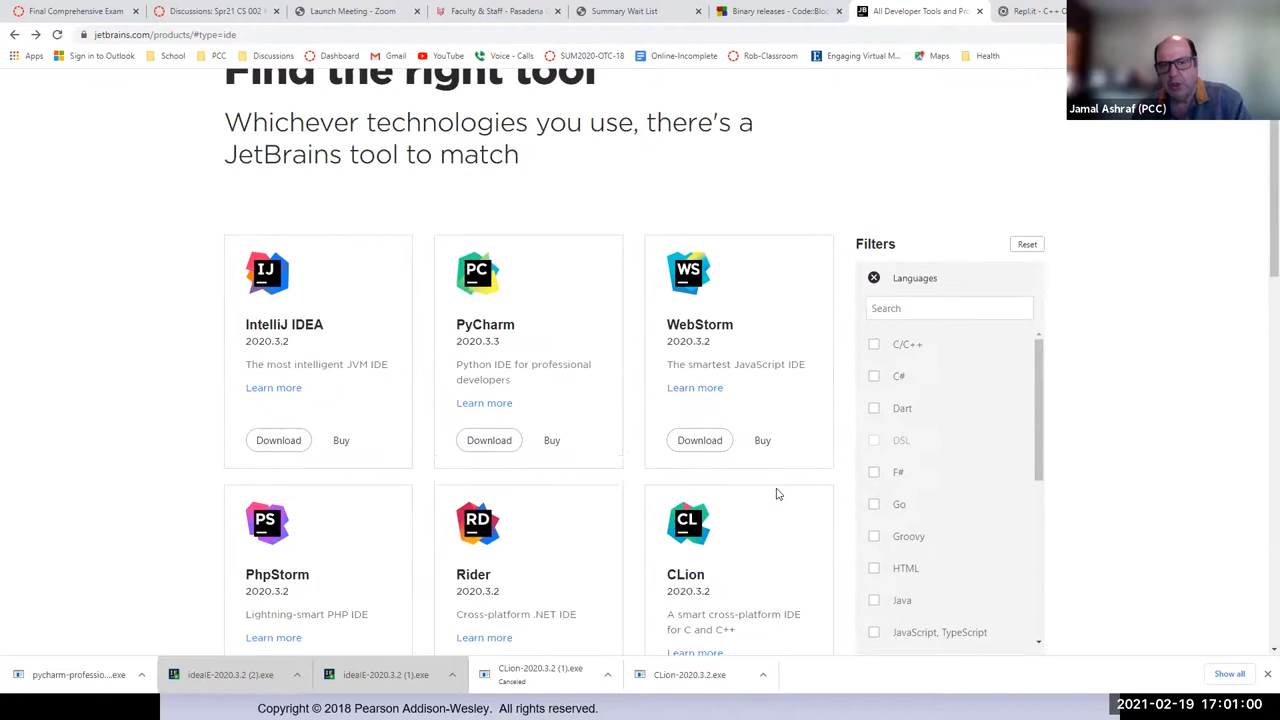 Final Comprehensive Exam
Discussions: Spr21 CS 002
Launch Meeting - Zoom
Faculty & Staff - Pasadena
Summary Wait List
Binary releases - Code::Bloc
All Developer Tools and Pro
Repl.it - C++ O
jetbrains.com/products/#type=ide
Apps
Sign in to Outlook
School
PCC
Discussions
Dashboard
Gmail
YouTube
Voice - Calls
SUM2020-OTC-18
Online-Incomplete
Rob-Classroom
Engaging Virtual M...
Maps
Health
Jamal Ashraf (PCC)
Find the right tool
Whichever technologies you use, there's a
JetBrains tool to match
IJ
IntelliJ IDEA
2020.3.2
The most intelligent JVM IDE
Learn more
Download Buy
PC
PyCharm
2020.3.3
Python IDE for professional
developers
Learn more
Download Buy
WS
WebStorm
2020.3.2
The smartest JavaScript IDE
Learn more
Download Buy
PS
PhpStorm
2020.3.2
Lightning-smart PHP IDE
Learn more
RD
Rider
2020.3.2
Cross-platform .NET IDE
Learn more
CL
CLion
2020.3.2
A smart cross-platform IDE
for C and C++
Learn more
Filters
Reset
Languages
Search
C/C++
C#
Dart
DSL
F#
Go
Groovy
HTML
Java
JavaScript, TypeScript
pycharm-professio....exe
ideaIE-2020.3.2 (2).exe
ideaIE-2020.3.2 (1).exe
CLion-2020.3.2 (1).exe
Canceled
CLion-2020.3.2.exe
Show all
Copyright © 2018 Pearson Addison-Wesley. All rights reserved.
2021-02-19 17:01:00